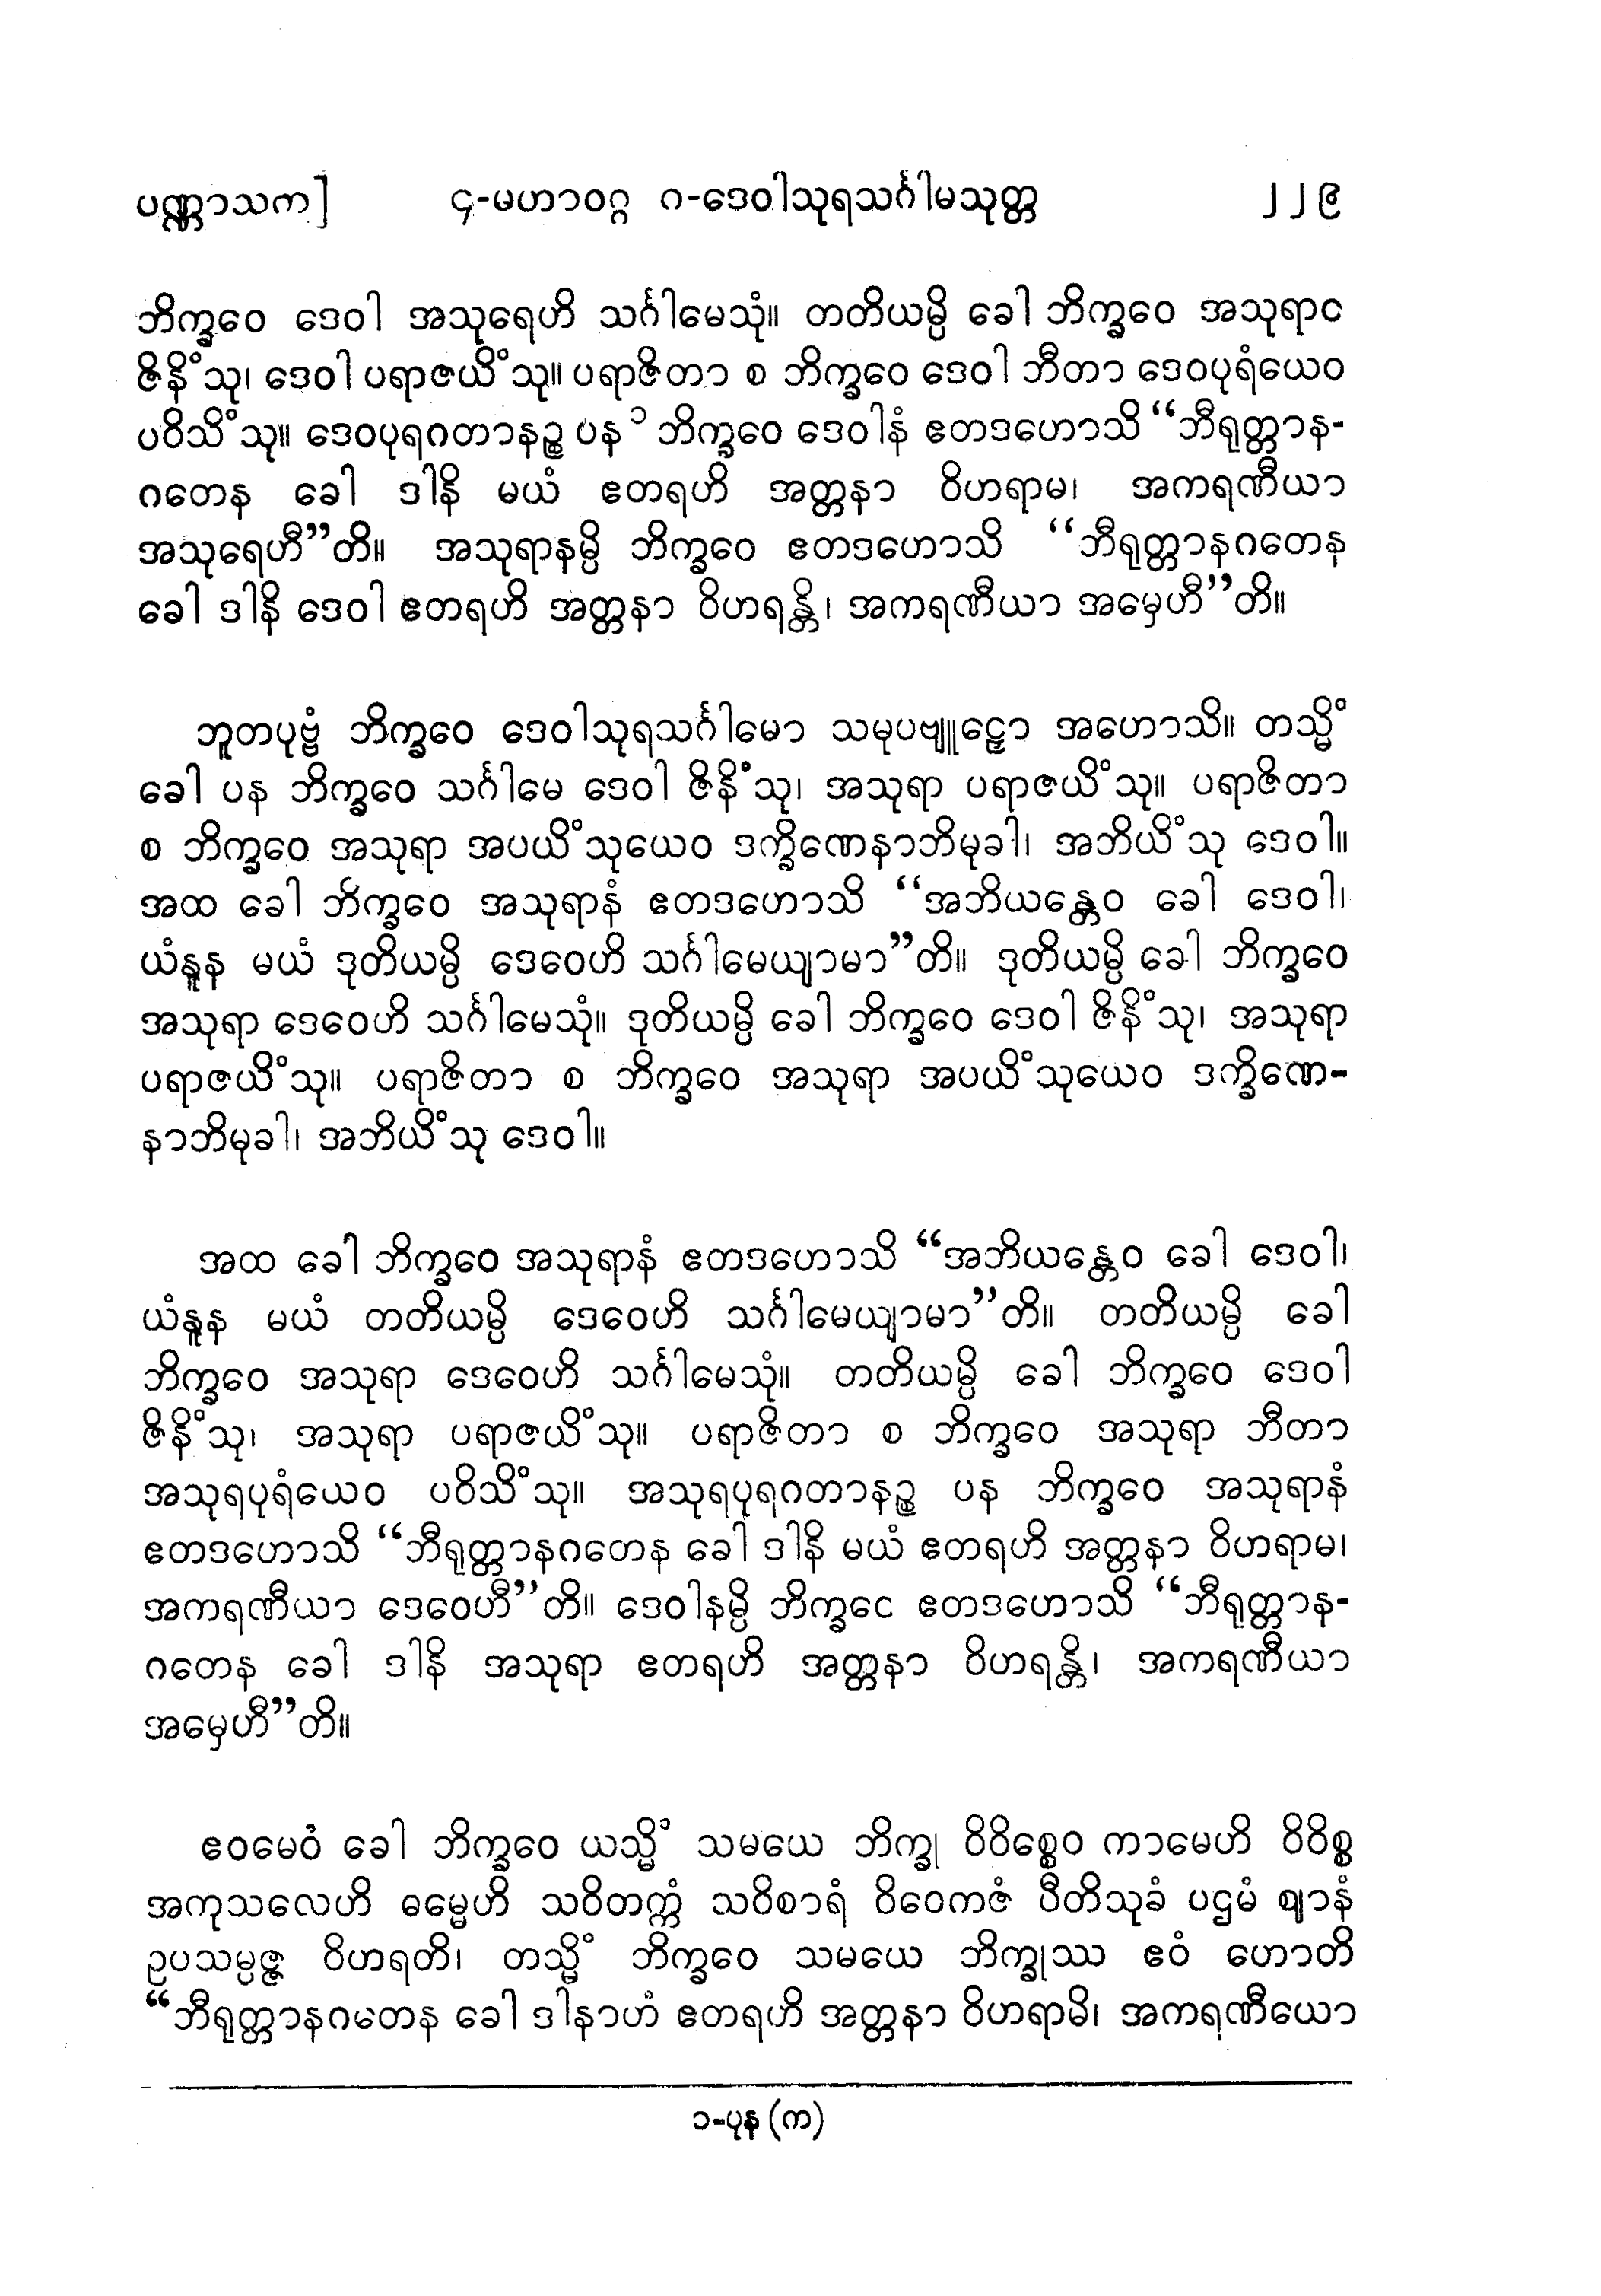 ပဏ္ဏာသက]	၄-မဟာဝဂ္ဂ ဂ-ဒေဝါသုရသင်္ဂါမသုတ္တ	၂၂၉
ဘိက္ခဝေ ဒေဝါ အသုရေဟိ သင်္ဂါမေသုံ။ တတိယမ္ပိ ခေါ ဘိက္ခဝေ အသုရာင
ဇိနိံသု၊ ဒေဝါ ပရာဇယိံသု။ ပရာဇိတာ စ ဘိက္ခဝေ ဒေဝါ ဘီတာ ဒေဝပုရံယေဝ
ပဝိသိံသု။ ဒေဝပုရဂတာနဉ္စ ပန ၁ ဘိက္ခဝေ ဒေဝါနံ ဧတဒဟောသိ “ဘီရုတ္တာန-
ဂတေန ခေါ ဒါနိ မယံ ဧတရဟိ အတ္တနာ ဝိဟရာမ၊ အကရဏီယာ
အသုရေဟီ”တိ။ အသုရာနမ္ပိ ဘိက္ခဝေ ဧတဒဟောသိ “ဘီရုတ္တာနဂတေန
ခေါ ဒါနိ ဒေဝါ ဧတရဟိ အတ္တနာ ဝိဟရန္တိ၊ အကရဏီယာ အမှေဟီ”တိ။
ဘူတပုဗ္ဗံ ဘိက္ခဝေ ဒေဝါသုရသင်္ဂါမော သမုပဗျူဠှော အဟောသိ။ တသ္မိံ
ခေါ ပန ဘိက္ခဝေ သင်္ဂါမေ ဒေဝါ ဇိနိံသု၊ အသုရာ ပရာဇယိံသု။ ပရာဇိတာ
စ ဘိက္ခဝေ အသုရာ အပယိံသုယေဝ ဒက္ခိဏေနာဘိမုခါ၊ အဘိယိံသု ဒေဝါ။
အထ ခေါ ဘိက္ခဝေ အသုရာနံ ဧတဒဟောသိ “အဘိယန္တေဝ ခေါ ဒေဝါ၊
ယံနူန မယံ ဒုတိယမ္ပိ ဒေဝေဟိ သင်္ဂါမေယျာမာ”တိ။ ဒုတိယမ္ပိ ခေါ ဘိက္ခဝေ
အသုရာ ဒေဝေဟိ သင်္ဂါမေသုံ။ ဒုတိယမ္ပိ ခေါ ဘိက္ခဝေ ဒေဝါ ဇိနိံသု၊ အသုရာ
ပရာဇယိံသု။ ပရာဇိတာ စ ဘိက္ခဝေ အသုရာ အပယိံသုယေဝ ဒက္ခိဏေ-
နာဘိမုခါ၊ အဘိယိံသု ဒေဝါ။
အထ ခေါ ဘိက္ခဝေ အသုရာနံ ဧတဒဟောသိ “အဘိယန္တေဝ ခေါ ဒေဝါ၊
ယံနူန မယံ တတိယမ္ပိ ဒေဝေဟိ သင်္ဂါမေယျာမာ”တိ။ တတိယမ္ပိ ခေါ
ဘိက္ခဝေ အသုရာ ဒေဝေဟိ သင်္ဂါမေသုံ။ တတိယမ္ပိ ခေါ ဘိက္ခဝေ ဒေဝါ
ဇိနိံသု၊ အသုရာ ပရာဇယိံသု။ ပရာဇိတာ စ ဘိက္ခဝေ အသုရာ ဘီတာ
အသုရပုရံယေဝ ပဝိသိံသု။ အသုရပုရဂတာနဉ္စ ပန ဘိက္ခဝေ အသုရာနံ
ဧတဒဟောသိ “ဘီရုတ္တာနဂတေန ခေါ ဒါနိ မယံ ဧတရဟိ အတ္တနာ ဝိဟရာမ၊
အကရဏီယာ ဒေဝေဟီ”တိ။ ဒေဝါနမ္ပိ ဘိက္ခငေ ဧတဒဟောသိ “ဘီရုတ္တာန-
ဂတေန ခေါ ဒါနိ အသုရာ ဧတရဟိ အတ္တနာ ဝိဟရန္တိ၊ အကရဏီယာ
အမှေဟီ”တိ။
ဧဝမေဝံ ခေါ ဘိက္ခဝေ ယသ္မိံ သမယေ ဘိက္ခု ဝိဝိစ္စေဝ ကာမေဟိ ဝိဝိစ္စ
အကုသလေဟိ ဓမ္မေဟိ သဝိတက္ကံ သဝိစာရံ ဝိဝေကဇံ ပီတိသုခံ ပဌမံ ဈာနံ
ဥပသမ္ပဇ္ဇ ဝိဟရတိ၊ တသ္မိံ ဘိက္ခဝေ သမယေ ဘိက္ခုဿ ဧဝံ ဟောတိ
“ဘီရုတ္တာနဂတေန ခေါ ဒါနာဟံ ဧတရဟိ အတ္တနာ ဝိဟရာမိ၊ အကရဏီယော
၁-ပုန (က)